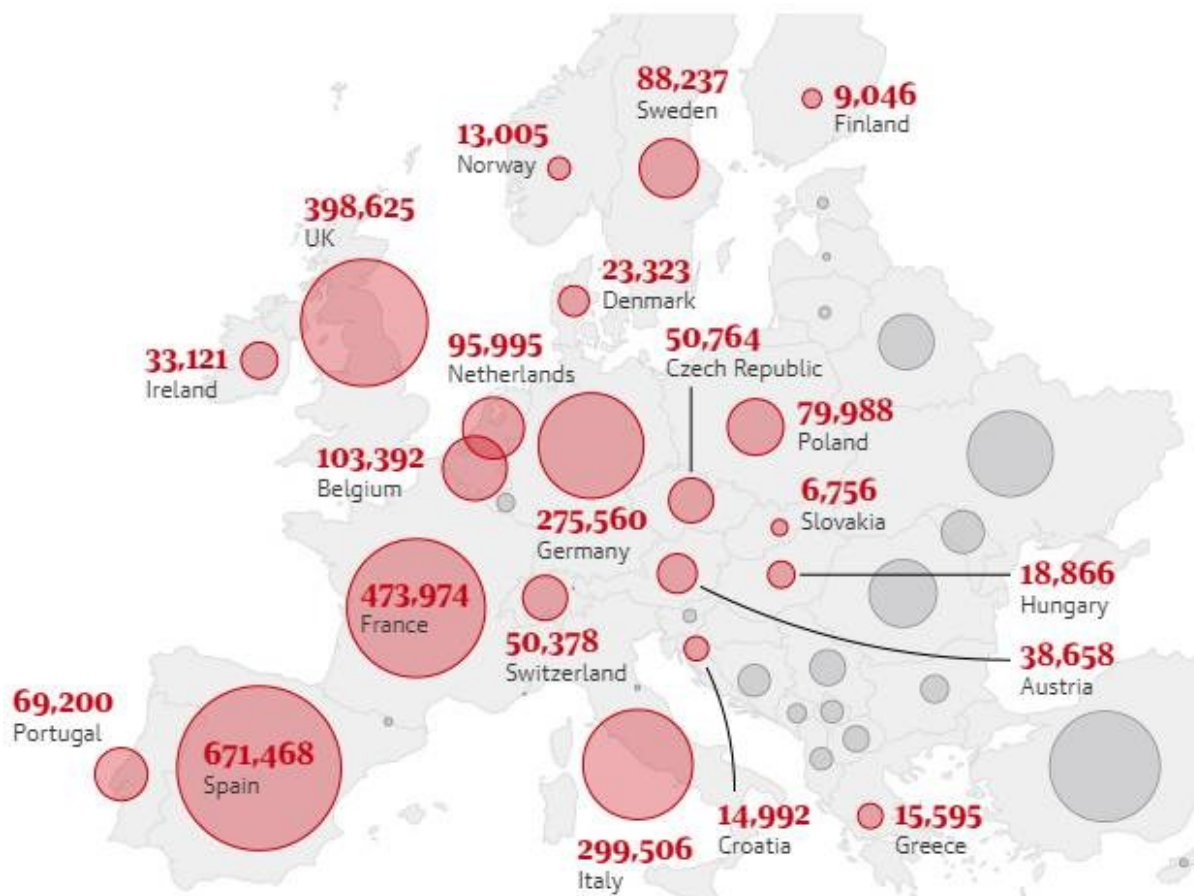 88,237
Sweden
9,046
Finland
13,005
Norway
398,625
UK
23,323
Denmark
33,121
Ireland
95,995
Netherlands
50,764
Czech Republic
79,988
Poland
103,392
Belgium
6,756
Slovakia
275,560
Germany
473,974
France
18,866
Hungary
50,378
Switzerland
38,658
Austria
69,200
Portugal
671,468
Spain
14,992
Croatia
15,595
Greece
299,506
Italy